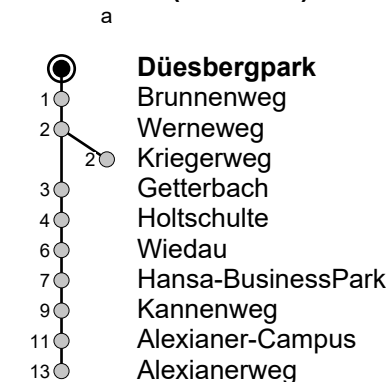 a
Düesbergpark
1 Brunnenweg
2 Werneweg
2 Kriegerweg
3 Getterbach
4 Holtschulte
6 Wiedau
7 Hansa-BusinessPark
9 Kannenweg
11 Alexianer-Campus
13 Alexianerweg